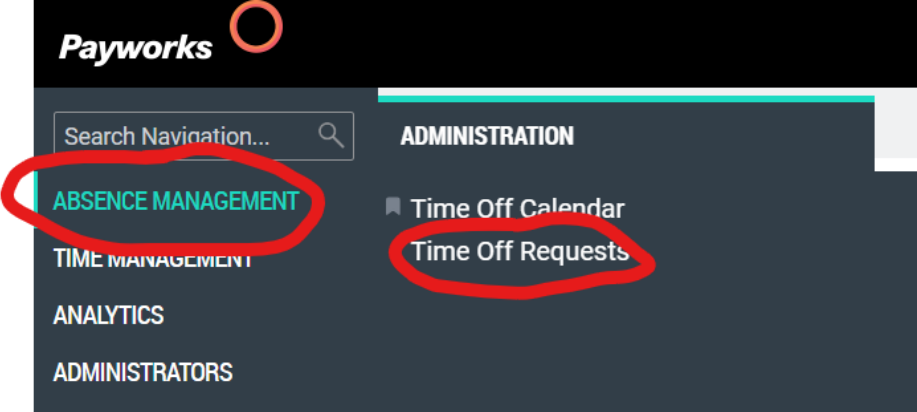 Payworks
Search Navigation...
ABSENCE MANAGEMENT
TIME MANAGEMENT
ANALYTICS
ADMINISTRATORS
ADMINISTRATION
Time Off Calendar
Time Off Requests